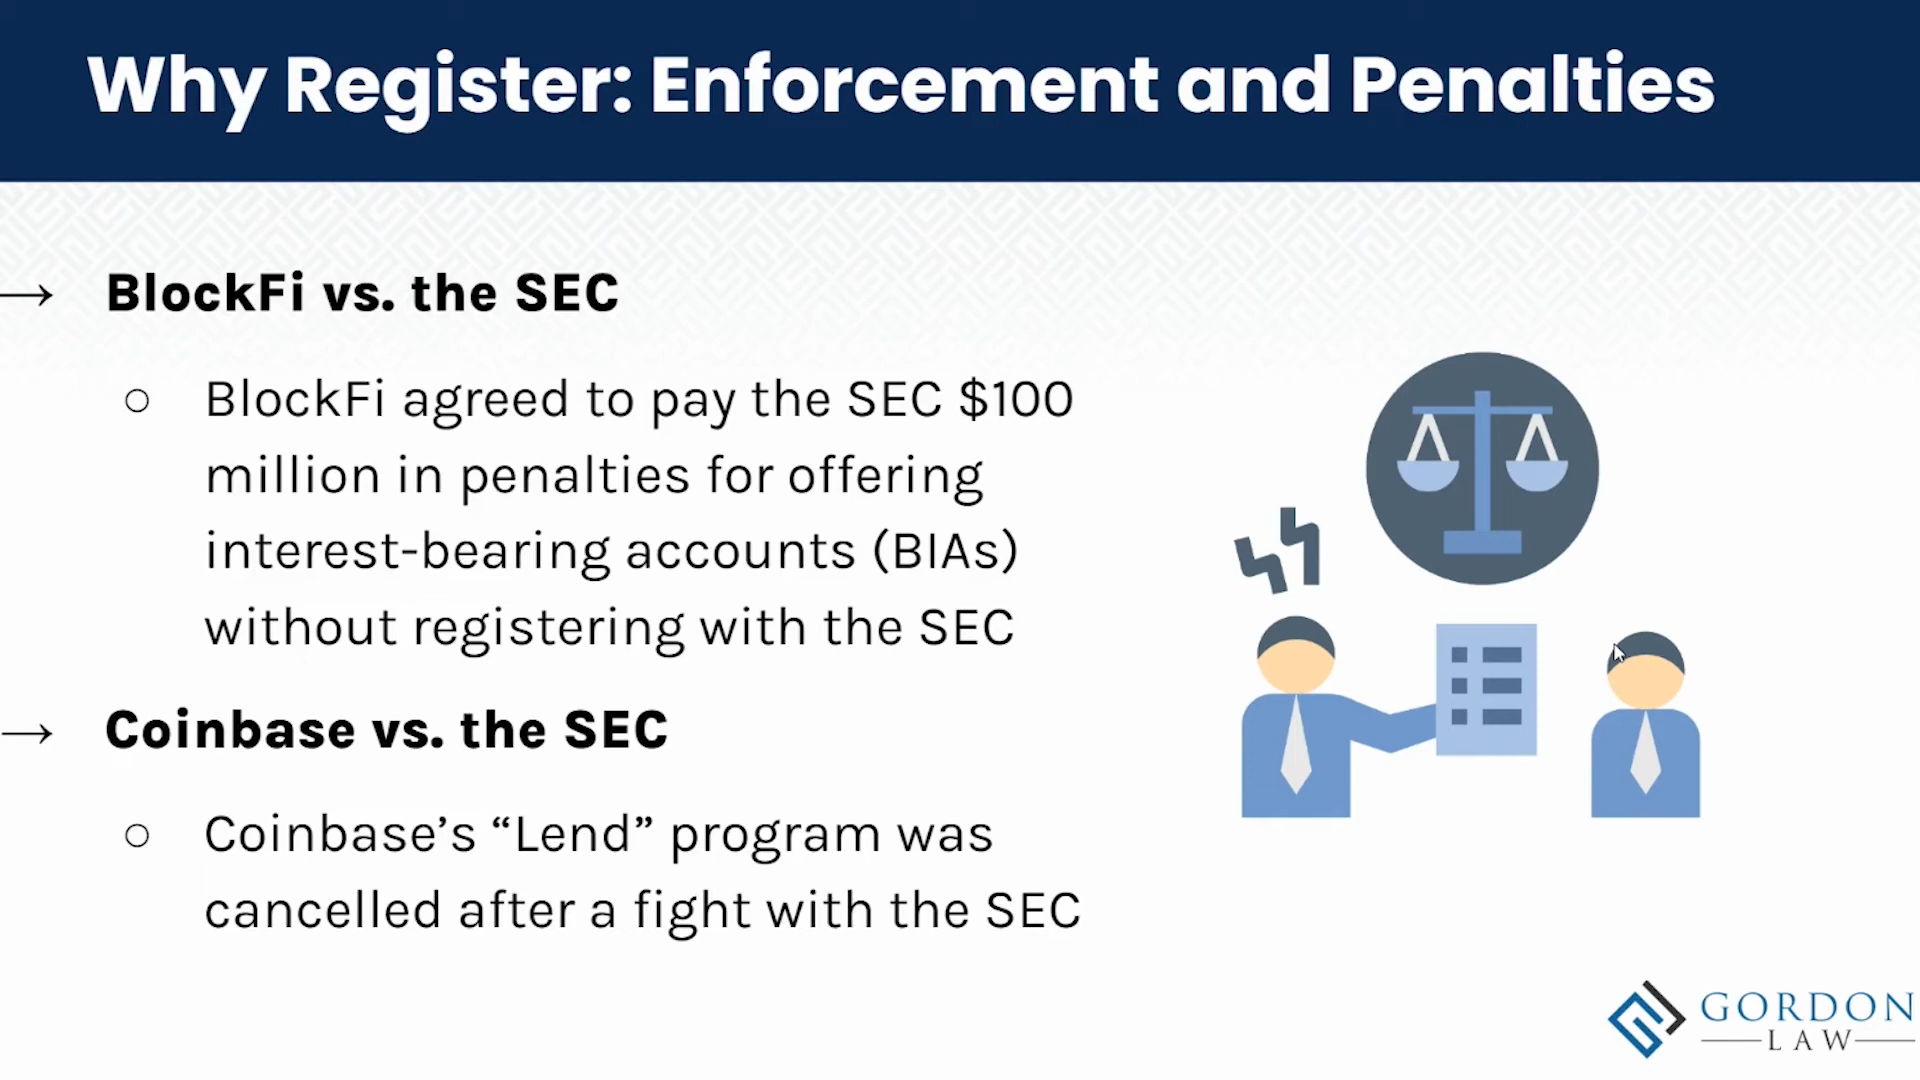 Why Register: Enforcement and Penalties
→ BlockFi vs. the SEC
○ BlockFi agreed to pay the SEC $100
million in penalties for offering
interest-bearing accounts (BIAs)
without registering with the SEC
→ Coinbase vs. the SEC
○ Coinbase’s “Lend” program was
cancelled after a fight with the SEC
GORDON
LAW